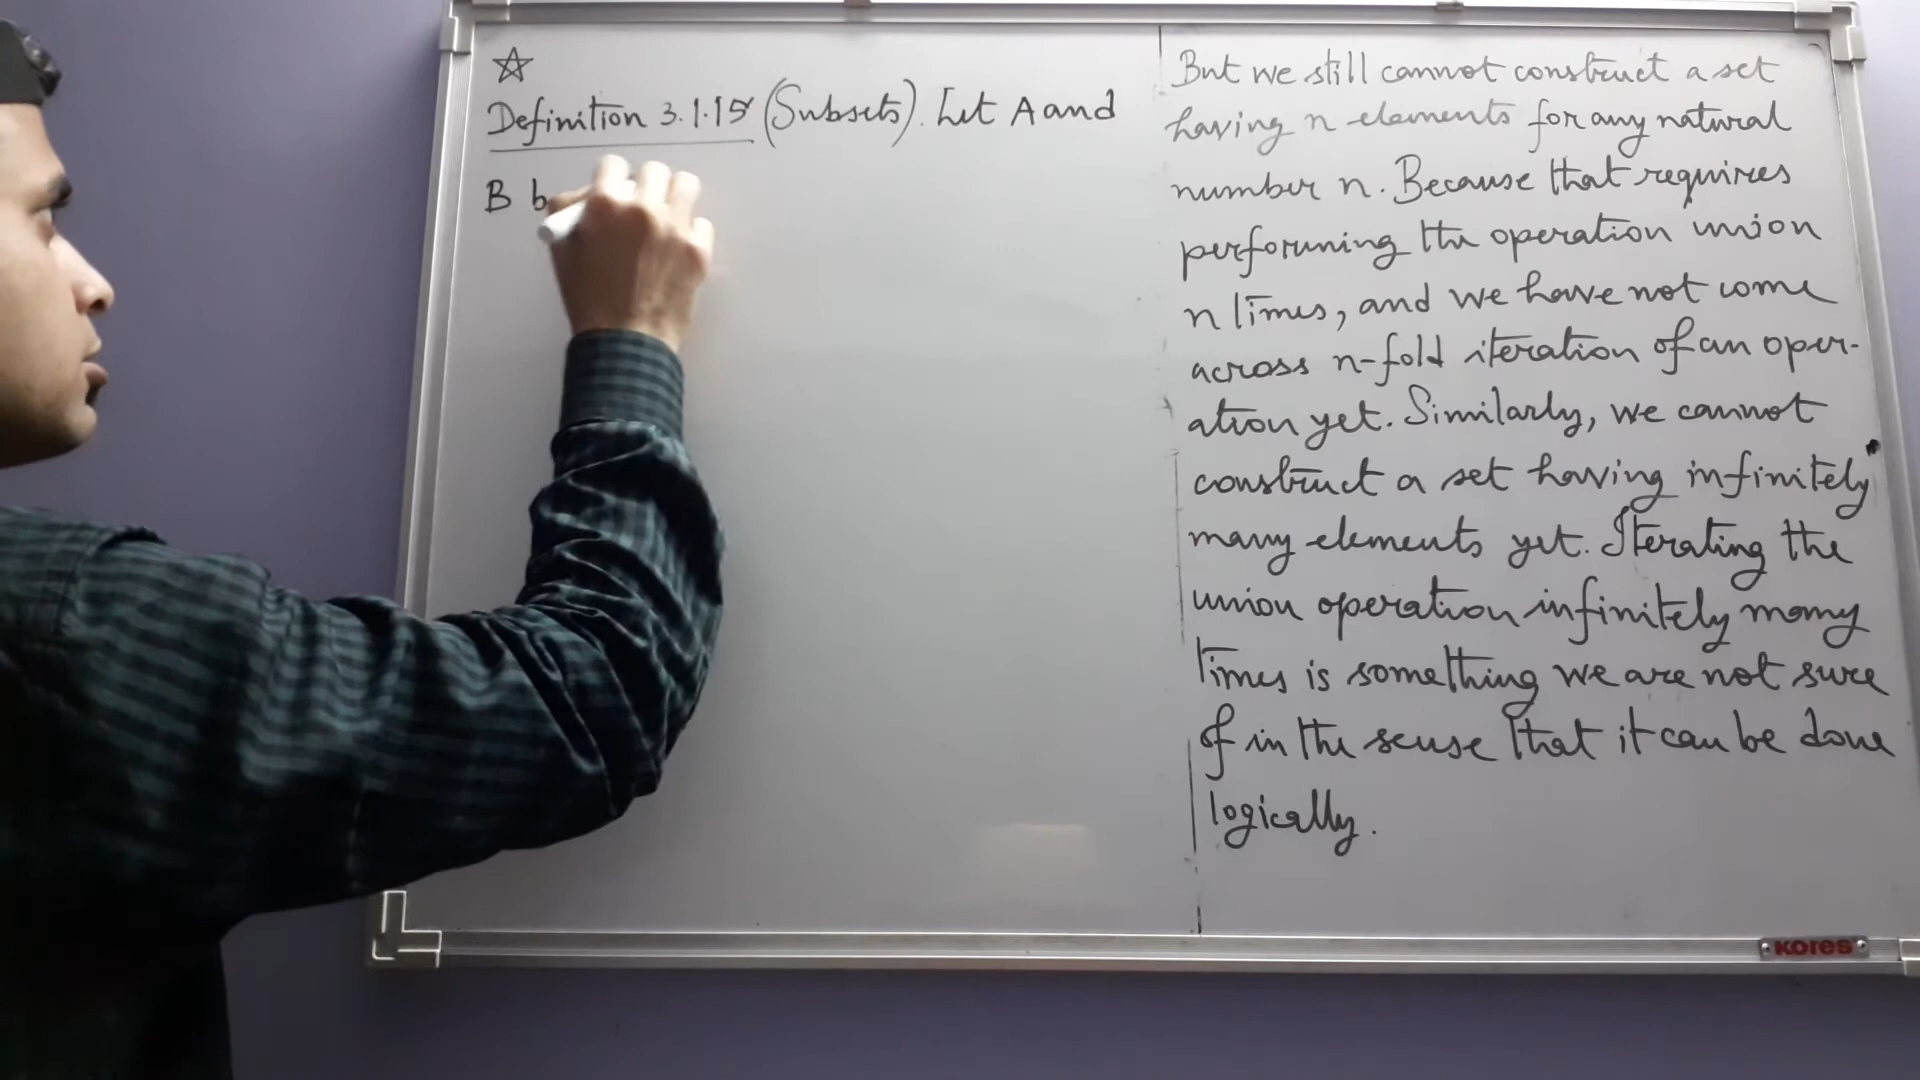 ☆
Definition 3.1.15 (Subsets). Let A and
B b
But we still cannot construct a set
having n elements for any natural
number n. Because that requires
performing the operation union
n times, and we have not come
across n-fold iteration of an oper-
ation yet. Similarly, we cannot
construct a set having infinitely
many elements yet. Iterating the
union operation infinitely many
times is something we are not sure
of in the sense that it can be done
logically.
KORES